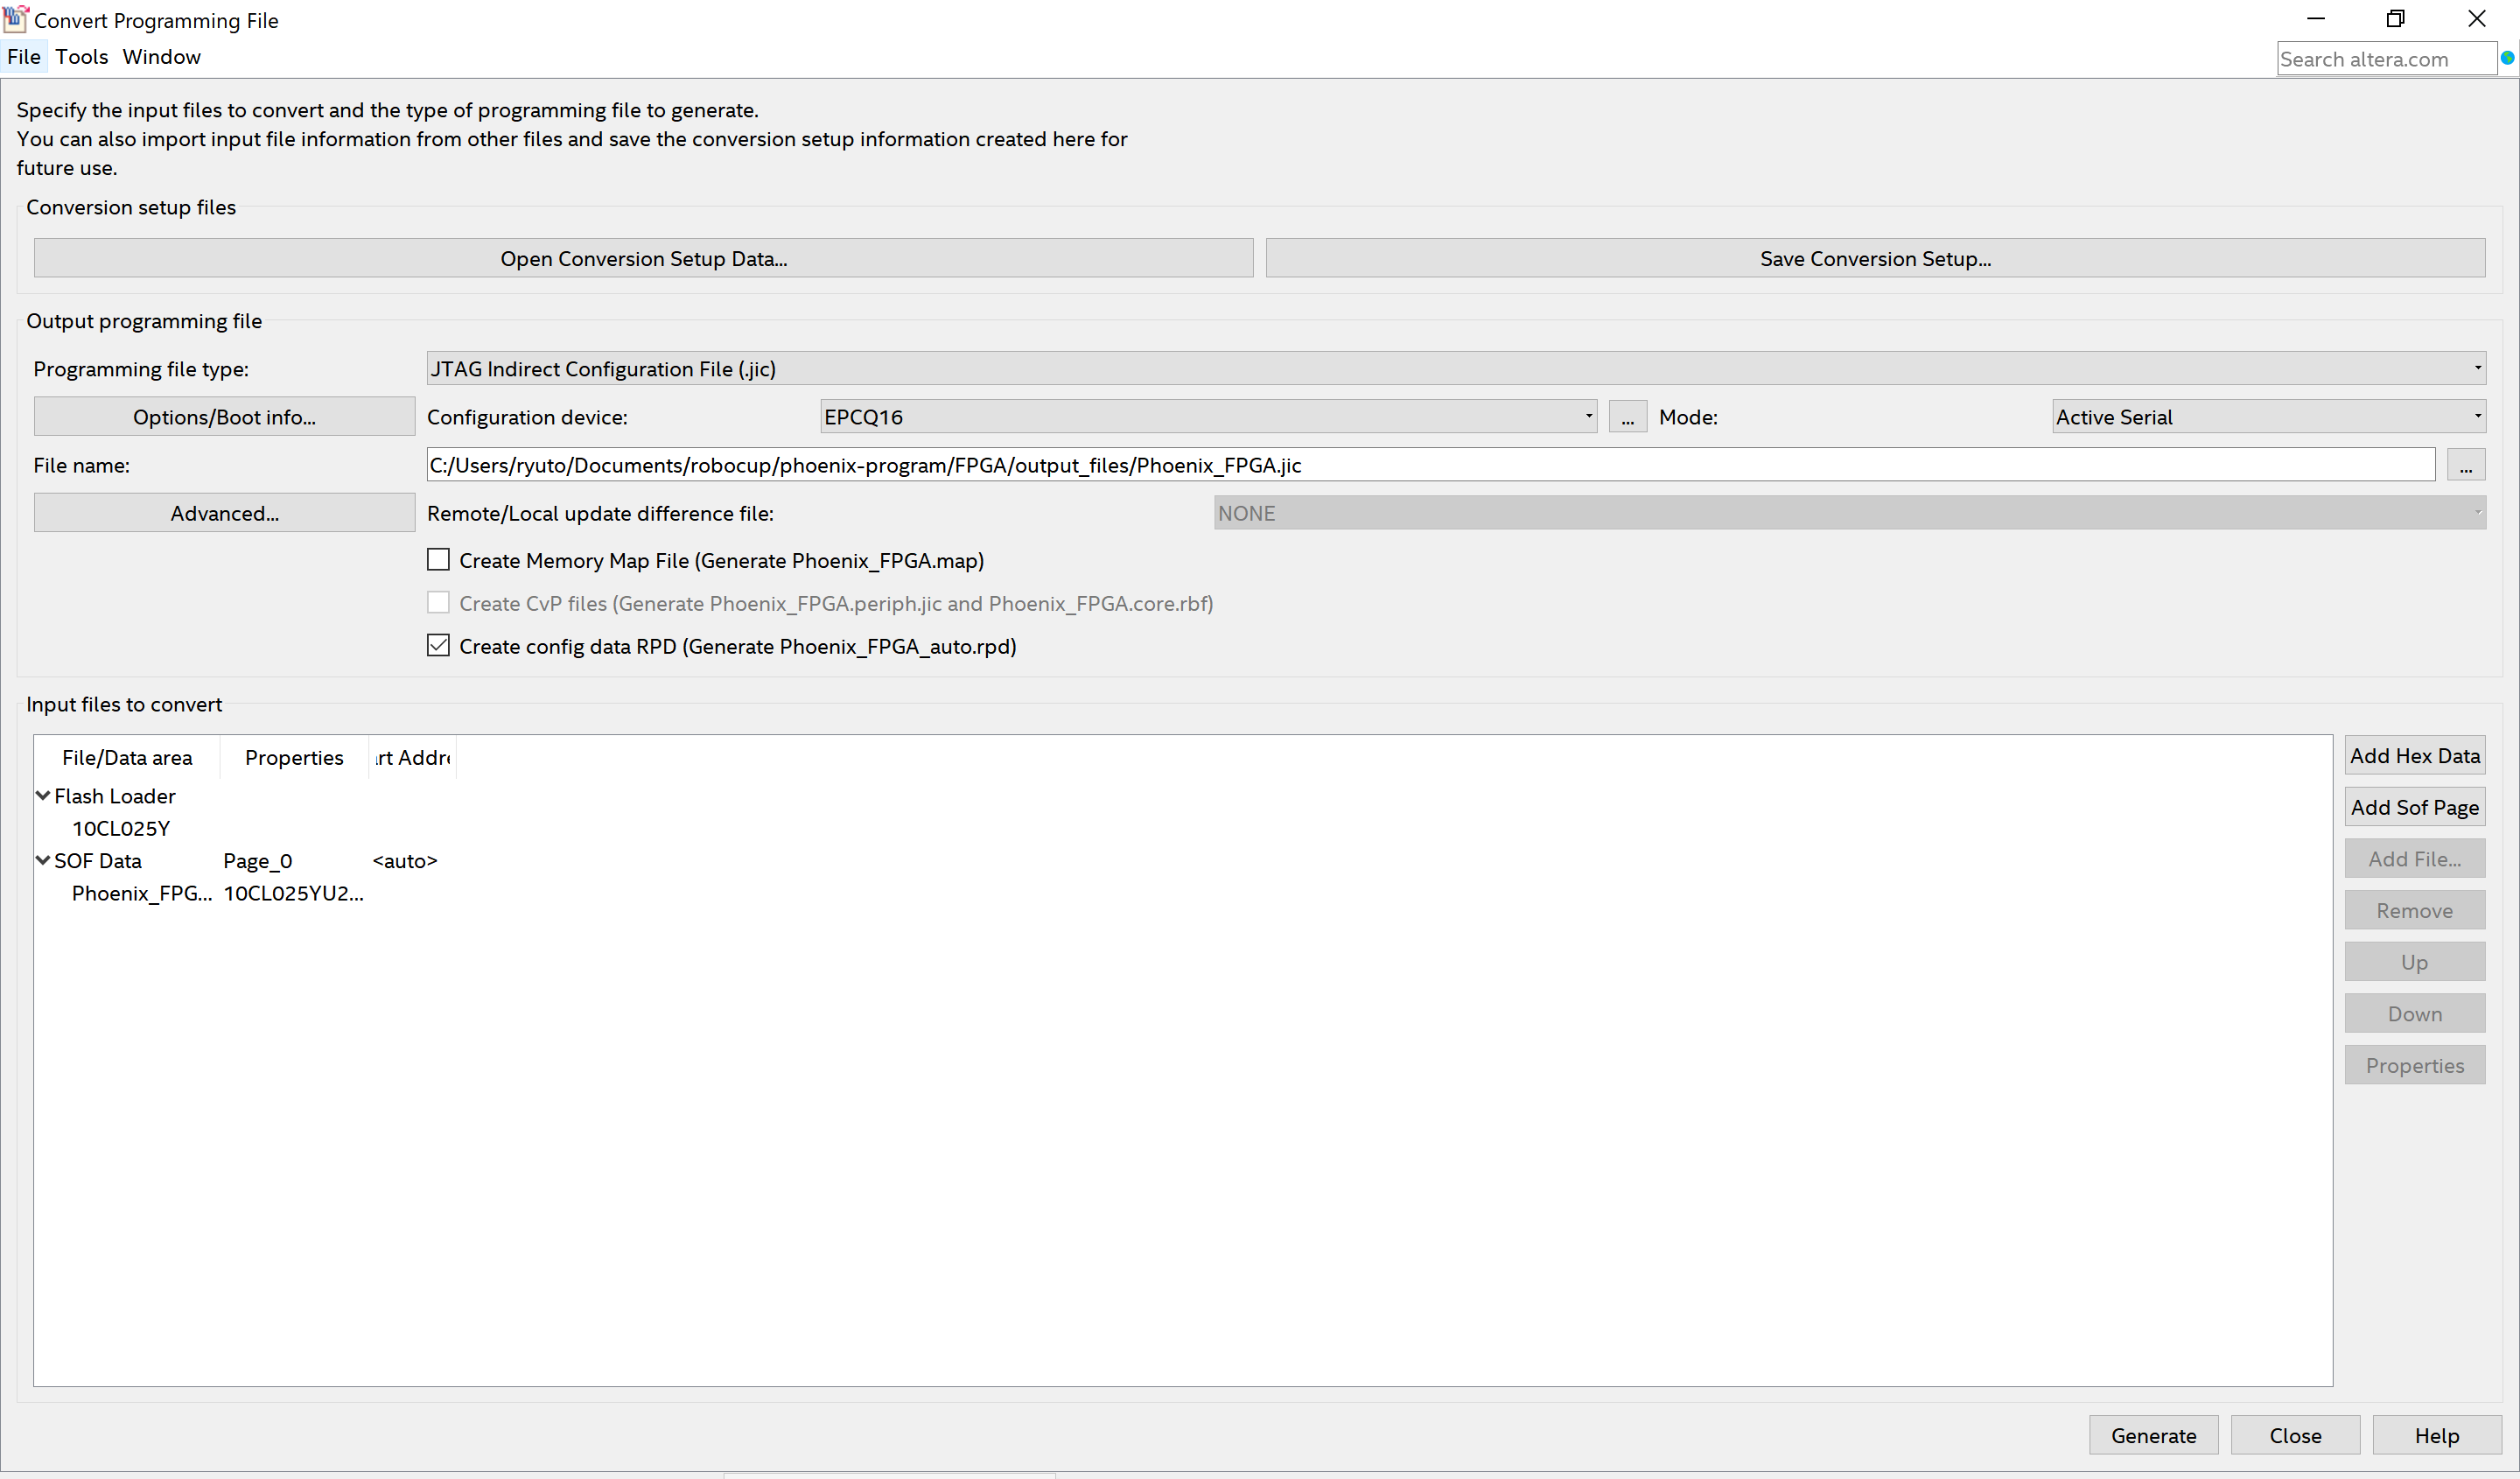 Convert Programming File
File Tools Window
Search altera.com
Specify the input files to convert and the type of programming file to generate.
You can also import input file information from other files and save the conversion setup information created here for
future use.
Conversion setup files
Open Conversion Setup Data...
Save Conversion Setup...
Output programming file
Programming file type:
JTAG Indirect Configuration File (.jic)
Options/Boot info...
Configuration device:
EPCQ16
...
Mode:
Active Serial
File name:
C:/Users/ryuto/Documents/robocup/phoenix-program/FPGA/output_files/Phoenix_FPGA.jic
...
Advanced...
Remote/Local update difference file:
NONE
Create Memory Map File (Generate Phoenix_FPGA.map)
Create CvP files (Generate Phoenix_FPGA.periph.jic and Phoenix_FPGA.core.rbf)
Create config data RPD (Generate Phoenix_FPGA_auto.rpd)
Input files to convert
File/Data area Properties rt Addr
Flash Loader
10CL025Y
SOF Data Page_0 <auto>
Phoenix_FPG... 10CL025YU2...
Add Hex Data
Add Sof Page
Add File...
Remove
Up
Down
Properties
Generate
Close
Help